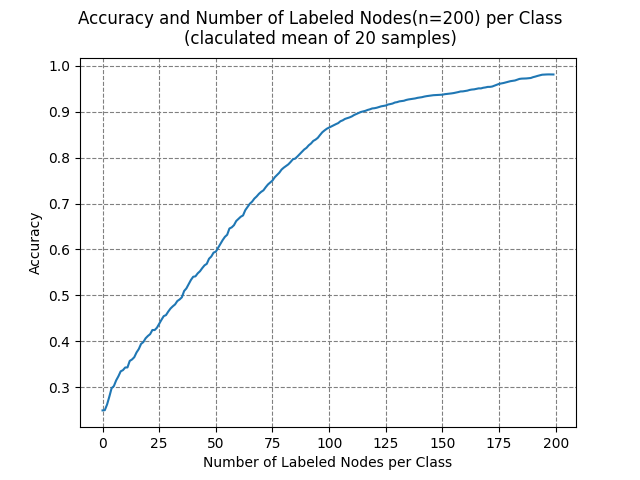 Accuracy and Number of Labeled Nodes(n=200) per Class
(claculated mean of 20 samples)
1.0
0.9
0.8
0.7
0.6
0.5
0.4
0.3
Accuracy
0 25 50 75 100 125 150 175 200
Number of Labeled Nodes per Class